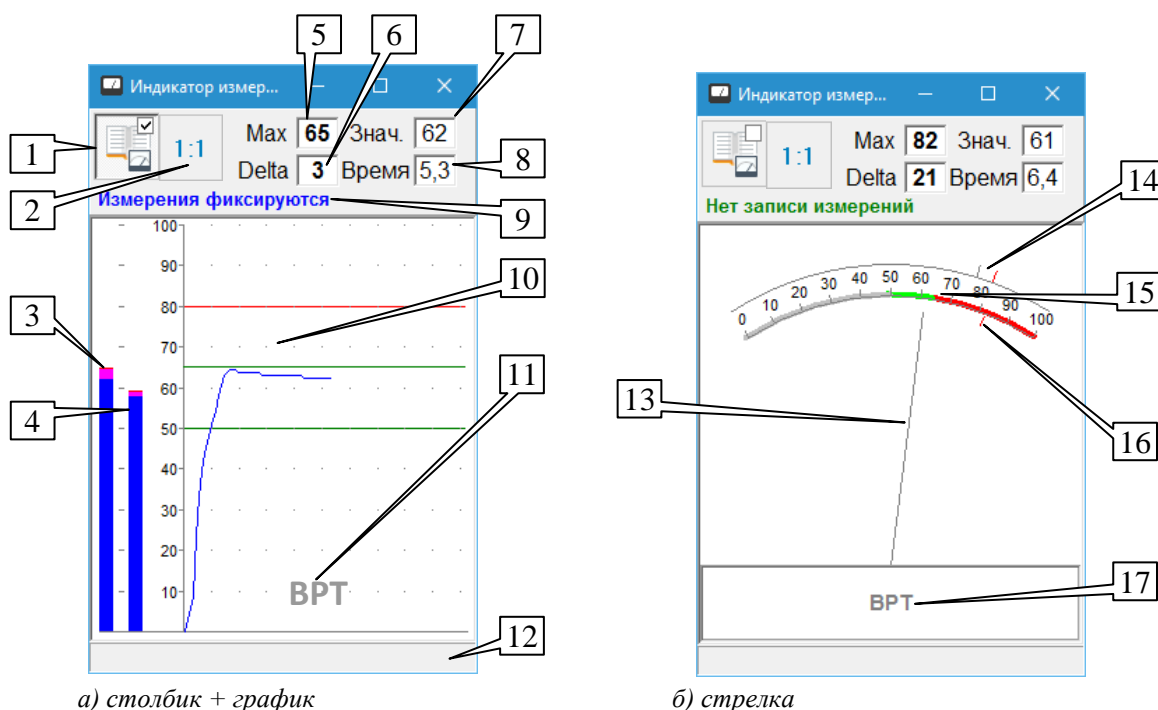 5
6
7
Индикатор измер...
1
1:1
Max 65 Знач. 62
Delta 3 Время 5,3
8
2
Измерения фиксируются
9
100
90
80
70
60
50
40
30
20
10
10
3
4
11
ВРТ
12
а) столбик + график
Индикатор измер...
1:1
Max 82 Знач. 61
Delta 21 Время 6,4
Нет записи измерений
14
0 10 20 30 40 50 60 70 80 90 100
15
13
16
ВРТ
17
б) стрелка